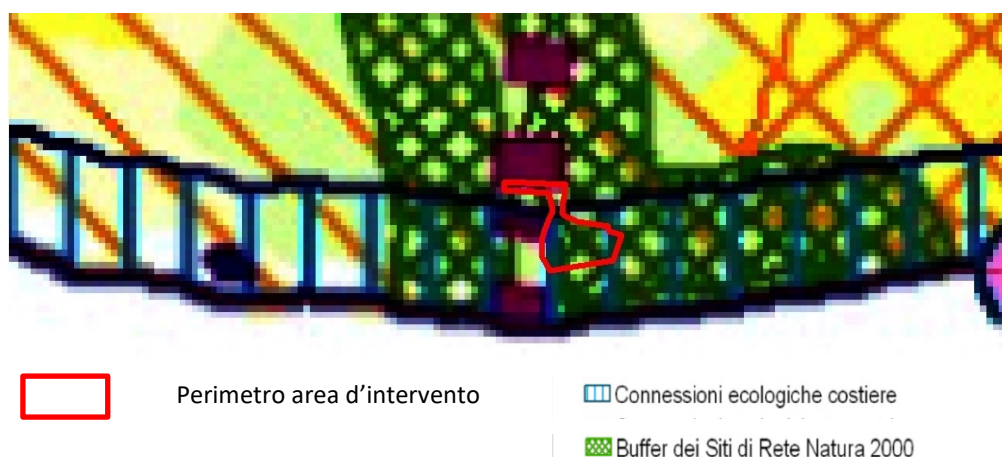 Perimetro area d'intervento
Connessioni ecologiche costiere
Buffer dei Siti di Rete Natura 2000